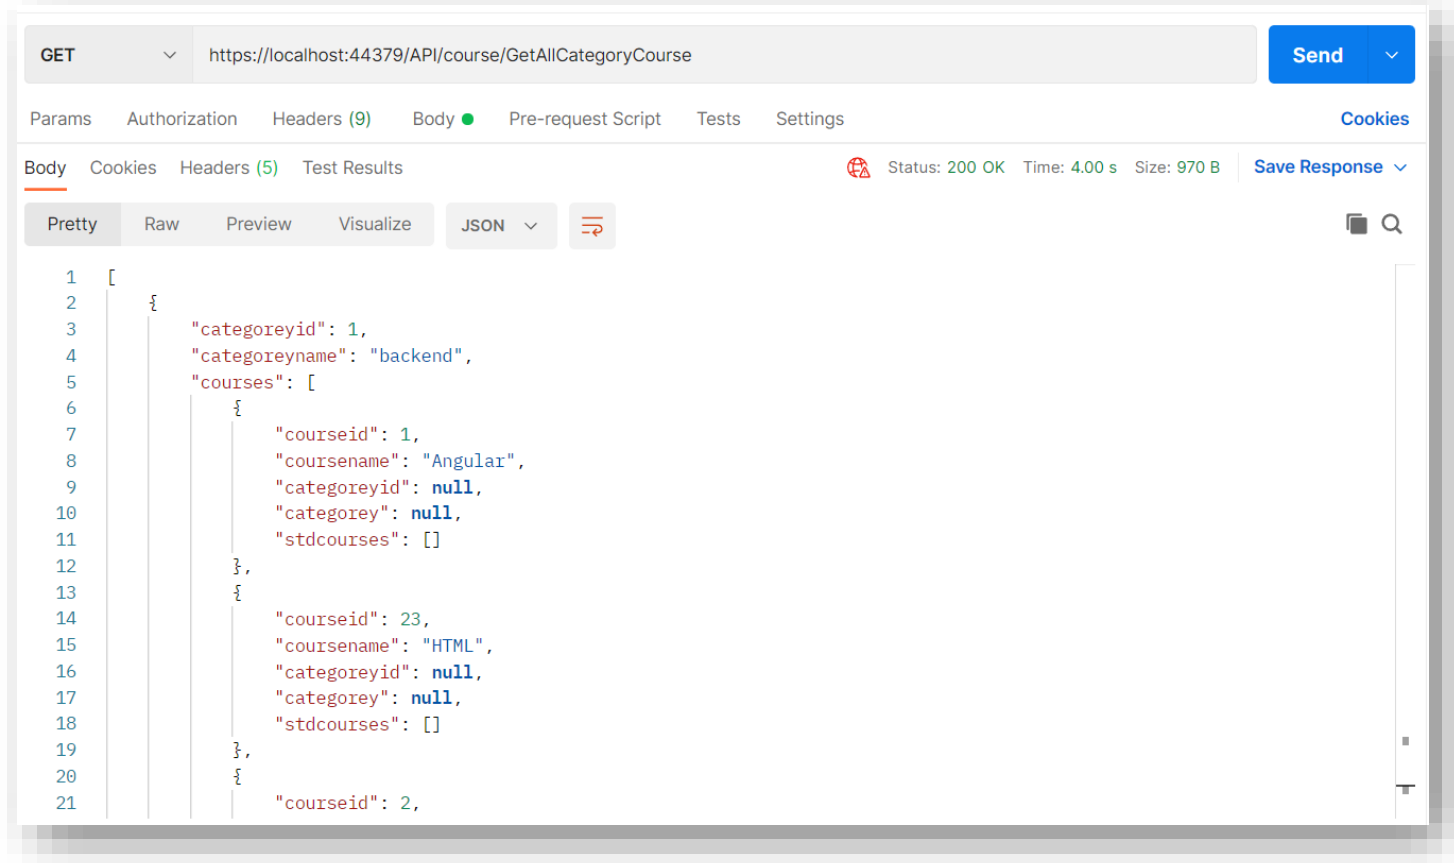 GET https://localhost:44379/API/course/GetAllCategoryCourse Send
Params Authorization Headers (9) Body Pre-request Script Tests Settings Cookies
Body Cookies Headers (5) Test Results Status: 200 OK Time: 4.00 s Size: 970 B Save Response
Pretty Raw Preview Visualize JSON
1 [
2 {
3 "categoreyid": 1,
4 "categoreyname": "backend",
5 "courses": [
6 {
7 "courseid": 1,
8 "coursename": "Angular",
9 "categoreyid": null,
10 "categorey": null,
11 "stdcourses": []
12 },
13 {
14 "courseid": 23,
15 "coursename": "HTML",
16 "categoreyid": null,
17 "categorey": null,
18 "stdcourses": []
19 },
20 {
21 "courseid": 2,